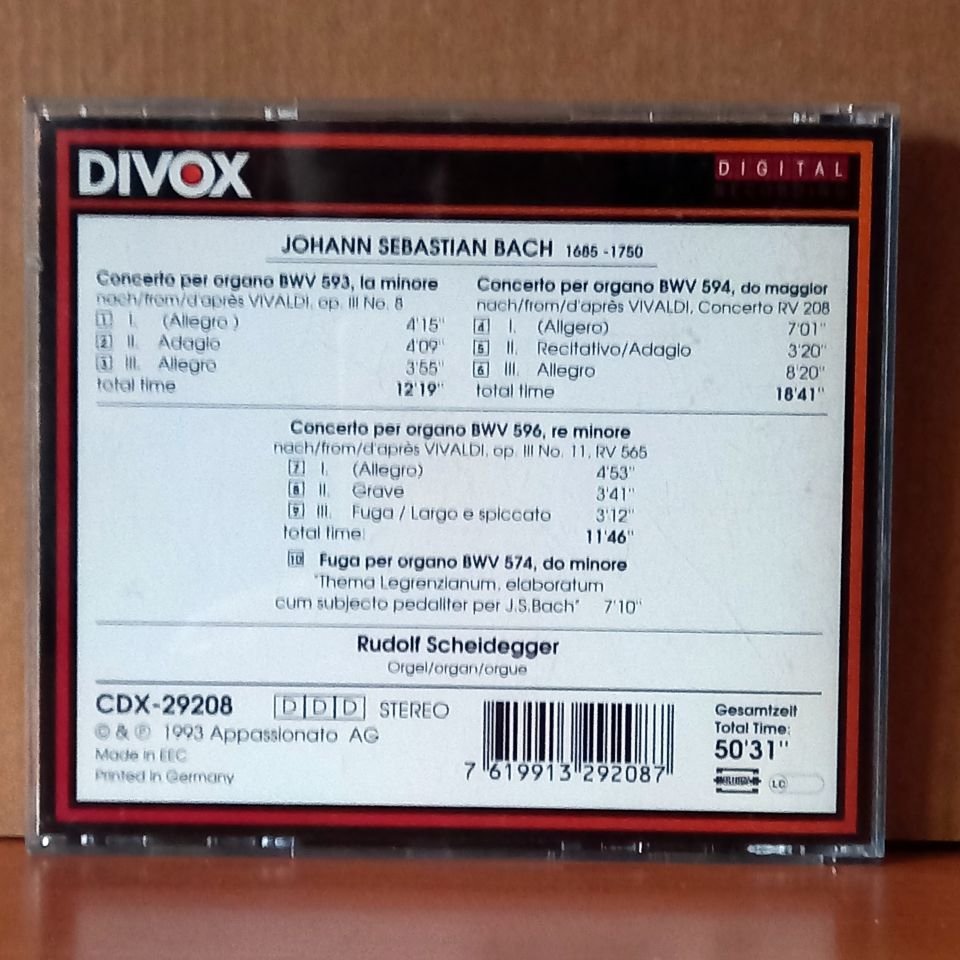 DIVOX
DIGITAL
JOHANN SEBASTIAN BACH 1685 -1750
Concerto per organo BWV 593, la minore
nach/from/d'après VIVALDI, op. III No. 8
1 I. (Allegro ) 4'15"
2 II. Adagio 4'09"
3 III. Allegro 3'55"
total time 12'19"
Concerto per organo BWV 594, do maggior
nach/from/d'après VIVALDI, Concerto RV 208
4 I. (Allgero) 7'01"
5 II. Recitativo/Adagio 3'20"
6 III. Allegro 8'20"
total time 18'41"
Concerto per organo BWV 596, re minore
nach/from/d'après VIVALDI, op. III No. 11, RV 565
7 I. (Allegro) 4'53"
8 II. Grave 3'41"
9 III. Fuga / Largo e spiccato 3'12"
total time: 11'46"
10 Fuga per organo BWV 574, do minore
"Thema Legrenzianum, elaboratum
cum subjecto pedaliter per J.S.Bach" 7'10"
Rudolf Scheidegger
Orgel/organ/orgue
CDX-29208 DDD STEREO
© & ℗ 1993 Appassionato AG
Made in EEC
Printed in Germany
7 619913 292087
Gesamtzeit
Total Time:
50'31"
LC